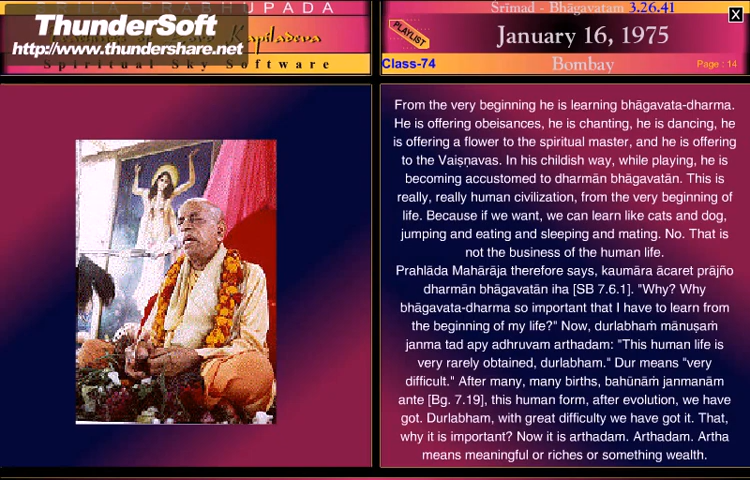 ŚRĪLA PRABHUPĀDA
ThunderSoft
http://www.thundershare.net
Kapiladeva
Spiritual Sky Software
Śrīmad - Bhāgavatam 3.26.41
X
PLAYLIST
January 16, 1975
Class-74
Bombay
Page : 14
From the very beginning he is learning bhāgavata-dharma.
He is offering obeisances, he is chanting, he is dancing, he
is offering a flower to the spiritual master, and he is offering
to the Vaiṣṇavas. In his childish way, while playing, he is
becoming accustomed to dharmān bhāgavatān. This is
really, really human civilization, from the very beginning of
life. Because if we want, we can learn like cats and dog,
jumping and eating and sleeping and mating. No. That is
not the business of the human life.
Prahlāda Mahārāja therefore says, kaumāra ācaret prājño
dharmān bhāgavatān iha [SB 7.6.1]. "Why? Why
bhāgavata-dharma so important that I have to learn from
the beginning of my life?" Now, durlabhaṁ mānuṣaṁ
janma tad apy adhruvam arthadam: "This human life is
very rarely obtained, durlabham." Dur means "very
difficult." After many, many births, bahūnāṁ janmanām
ante [Bg. 7.19], this human form, after evolution, we have
got. Durlabham, with great difficulty we have got it. That,
why it is important? Now it is arthadam. Arthadam. Artha
means meaningful or riches or something wealth.